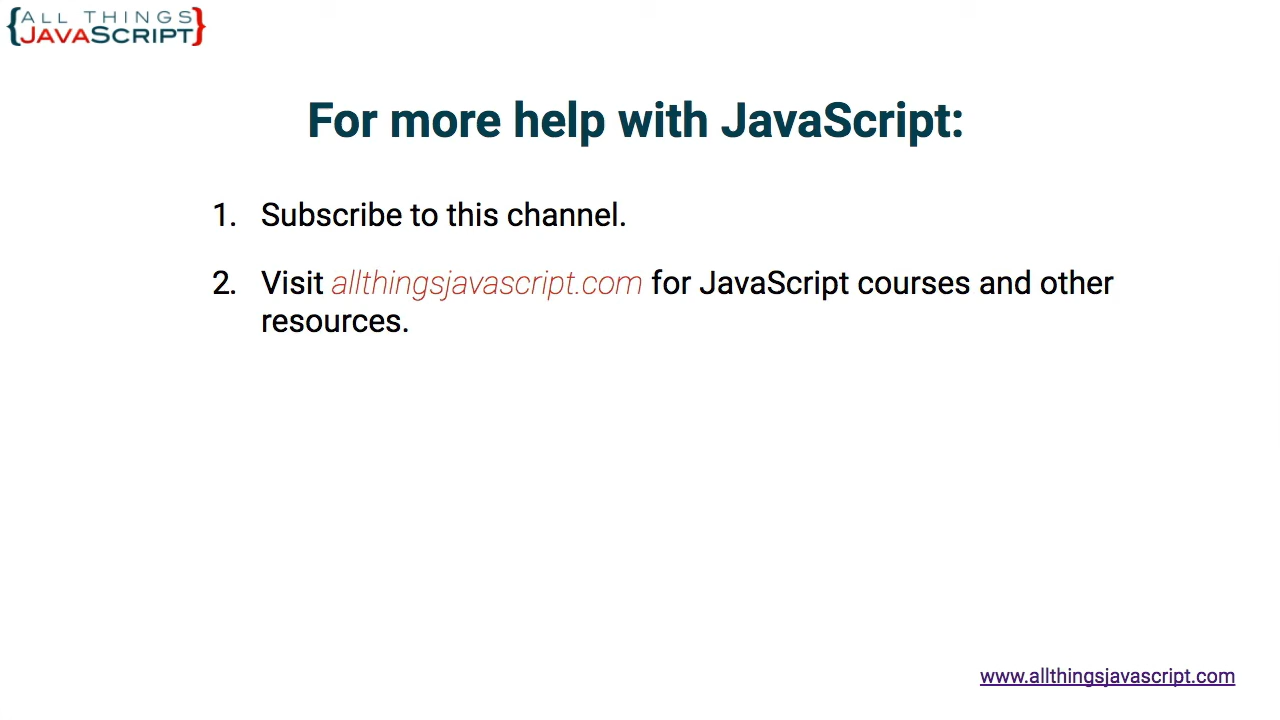 {ALL THINGS
JAVASCRIPT}
For more help with JavaScript:
1. Subscribe to this channel.
2. Visit allthingsjavascript.com for JavaScript courses and other
resources.
www.allthingsjavascript.com